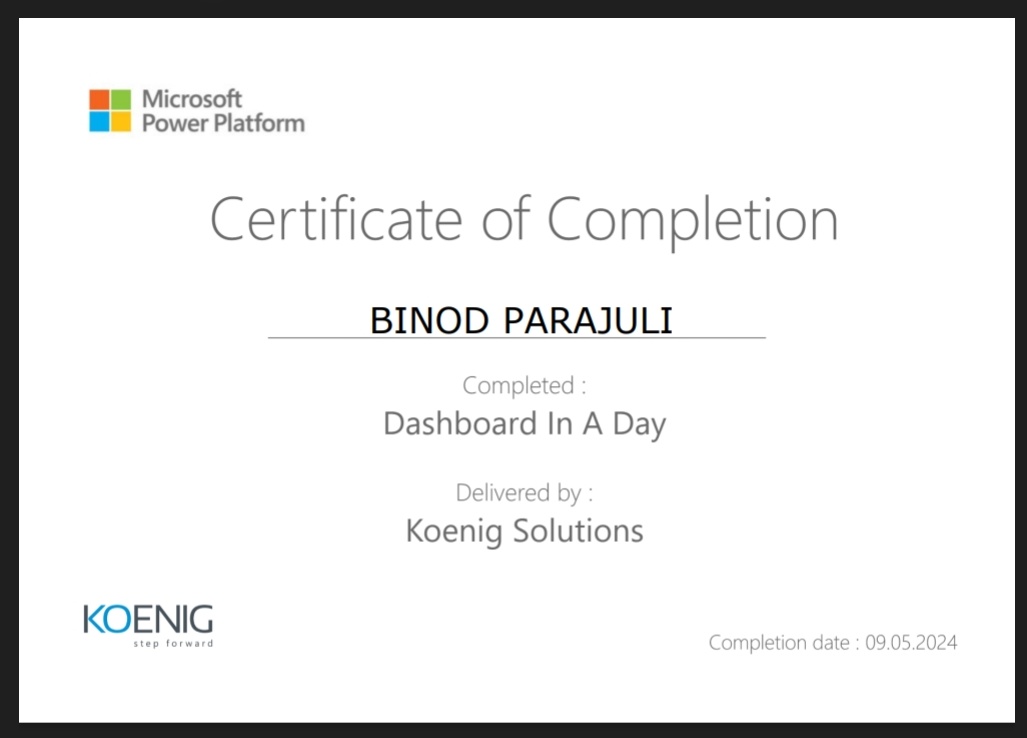 Microsoft
Power Platform
Certificate of Completion
BINOD PARAJULI
Completed :
Dashboard In A Day
Delivered by :
Koenig Solutions
KOENIG
step forward
Completion date : 09.05.2024